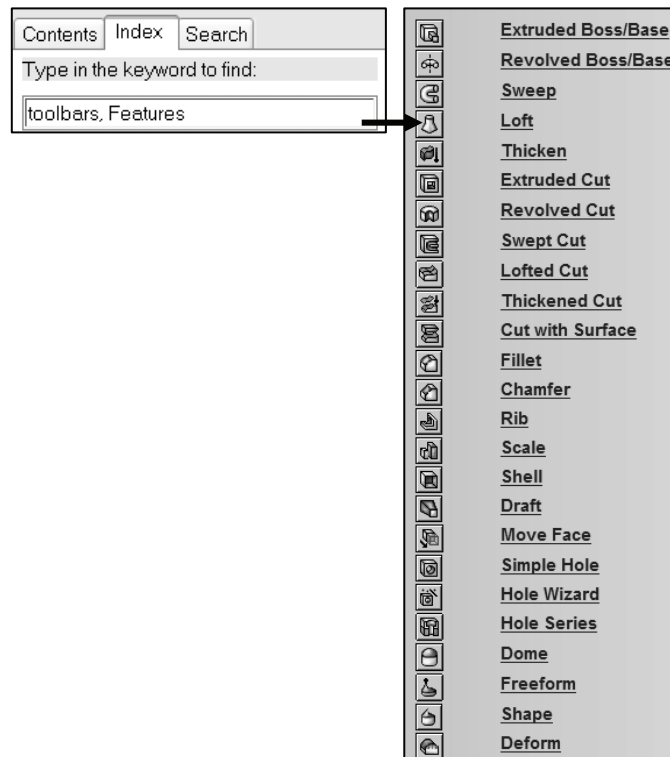 Contents Index Search
Type in the keyword to find:
toolbars, Features
Extruded Boss/Base
Revolved Boss/Base
Sweep
Loft
Thicken
Extruded Cut
Revolved Cut
Swept Cut
Lofted Cut
Thickened Cut
Cut with Surface
Fillet
Chamfer
Rib
Scale
Shell
Draft
Move Face
Simple Hole
Hole Wizard
Hole Series
Dome
Freeform
Shape
Deform